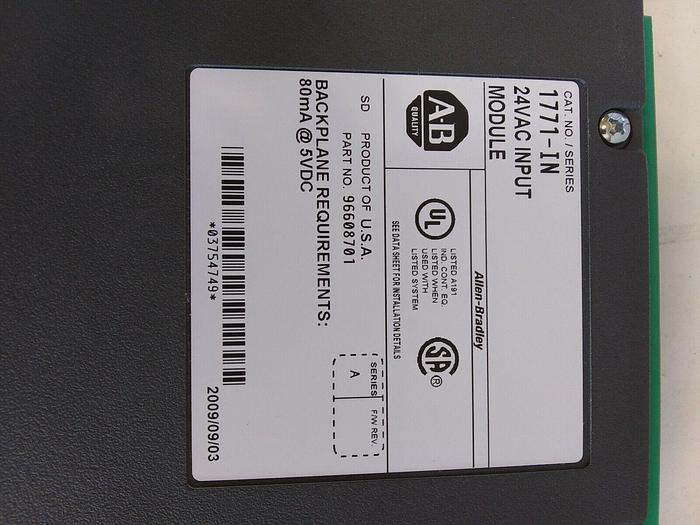 CAT. NO. / SERIES
1771-IN
24VAC INPUT
MODULE
Allen-Bradley
AB
QUALITY
UL
LISTED A191
IND. CONT. EQ.
LISTED WHEN
USED WITH
LISTED SYSTEM
SA
®
SEE DATA SHEET FOR INSTALLATION DETAILS
SD PRODUCT OF U.S.A.
PART NO. 96608701
BACKPLANE REQUIREMENTS:
80mA @ 5VDC
SERIES F/W REV.
A
*03754749*
2009/09/03